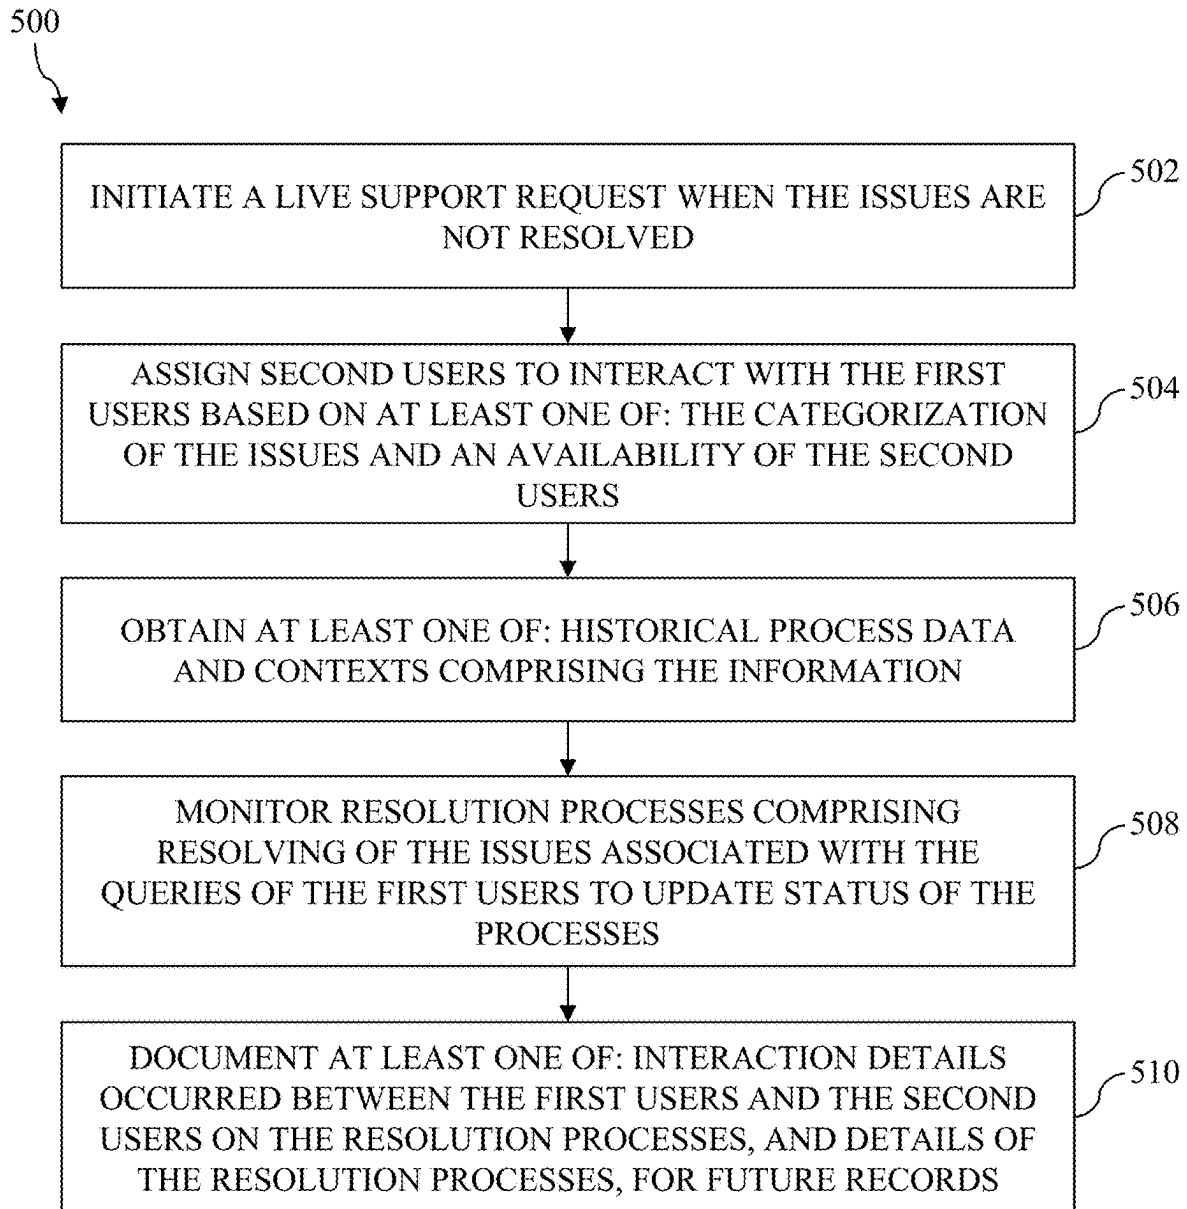 500
INITIATE A LIVE SUPPORT REQUEST WHEN THE ISSUES ARE
NOT RESOLVED
502
ASSIGN SECOND USERS TO INTERACT WITH THE FIRST
USERS BASED ON AT LEAST ONE OF: THE CATEGORIZATION
OF THE ISSUES AND AN AVAILABILITY OF THE SECOND
USERS
504
OBTAIN AT LEAST ONE OF: HISTORICAL PROCESS DATA
AND CONTEXTS COMPRISING THE INFORMATION
506
MONITOR RESOLUTION PROCESSES COMPRISING
RESOLVING OF THE ISSUES ASSOCIATED WITH THE
QUERIES OF THE FIRST USERS TO UPDATE STATUS OF THE
PROCESSES
508
DOCUMENT AT LEAST ONE OF: INTERACTION DETAILS
OCCURRED BETWEEN THE FIRST USERS AND THE SECOND
USERS ON THE RESOLUTION PROCESSES, AND DETAILS OF
THE RESOLUTION PROCESSES, FOR FUTURE RECORDS
510